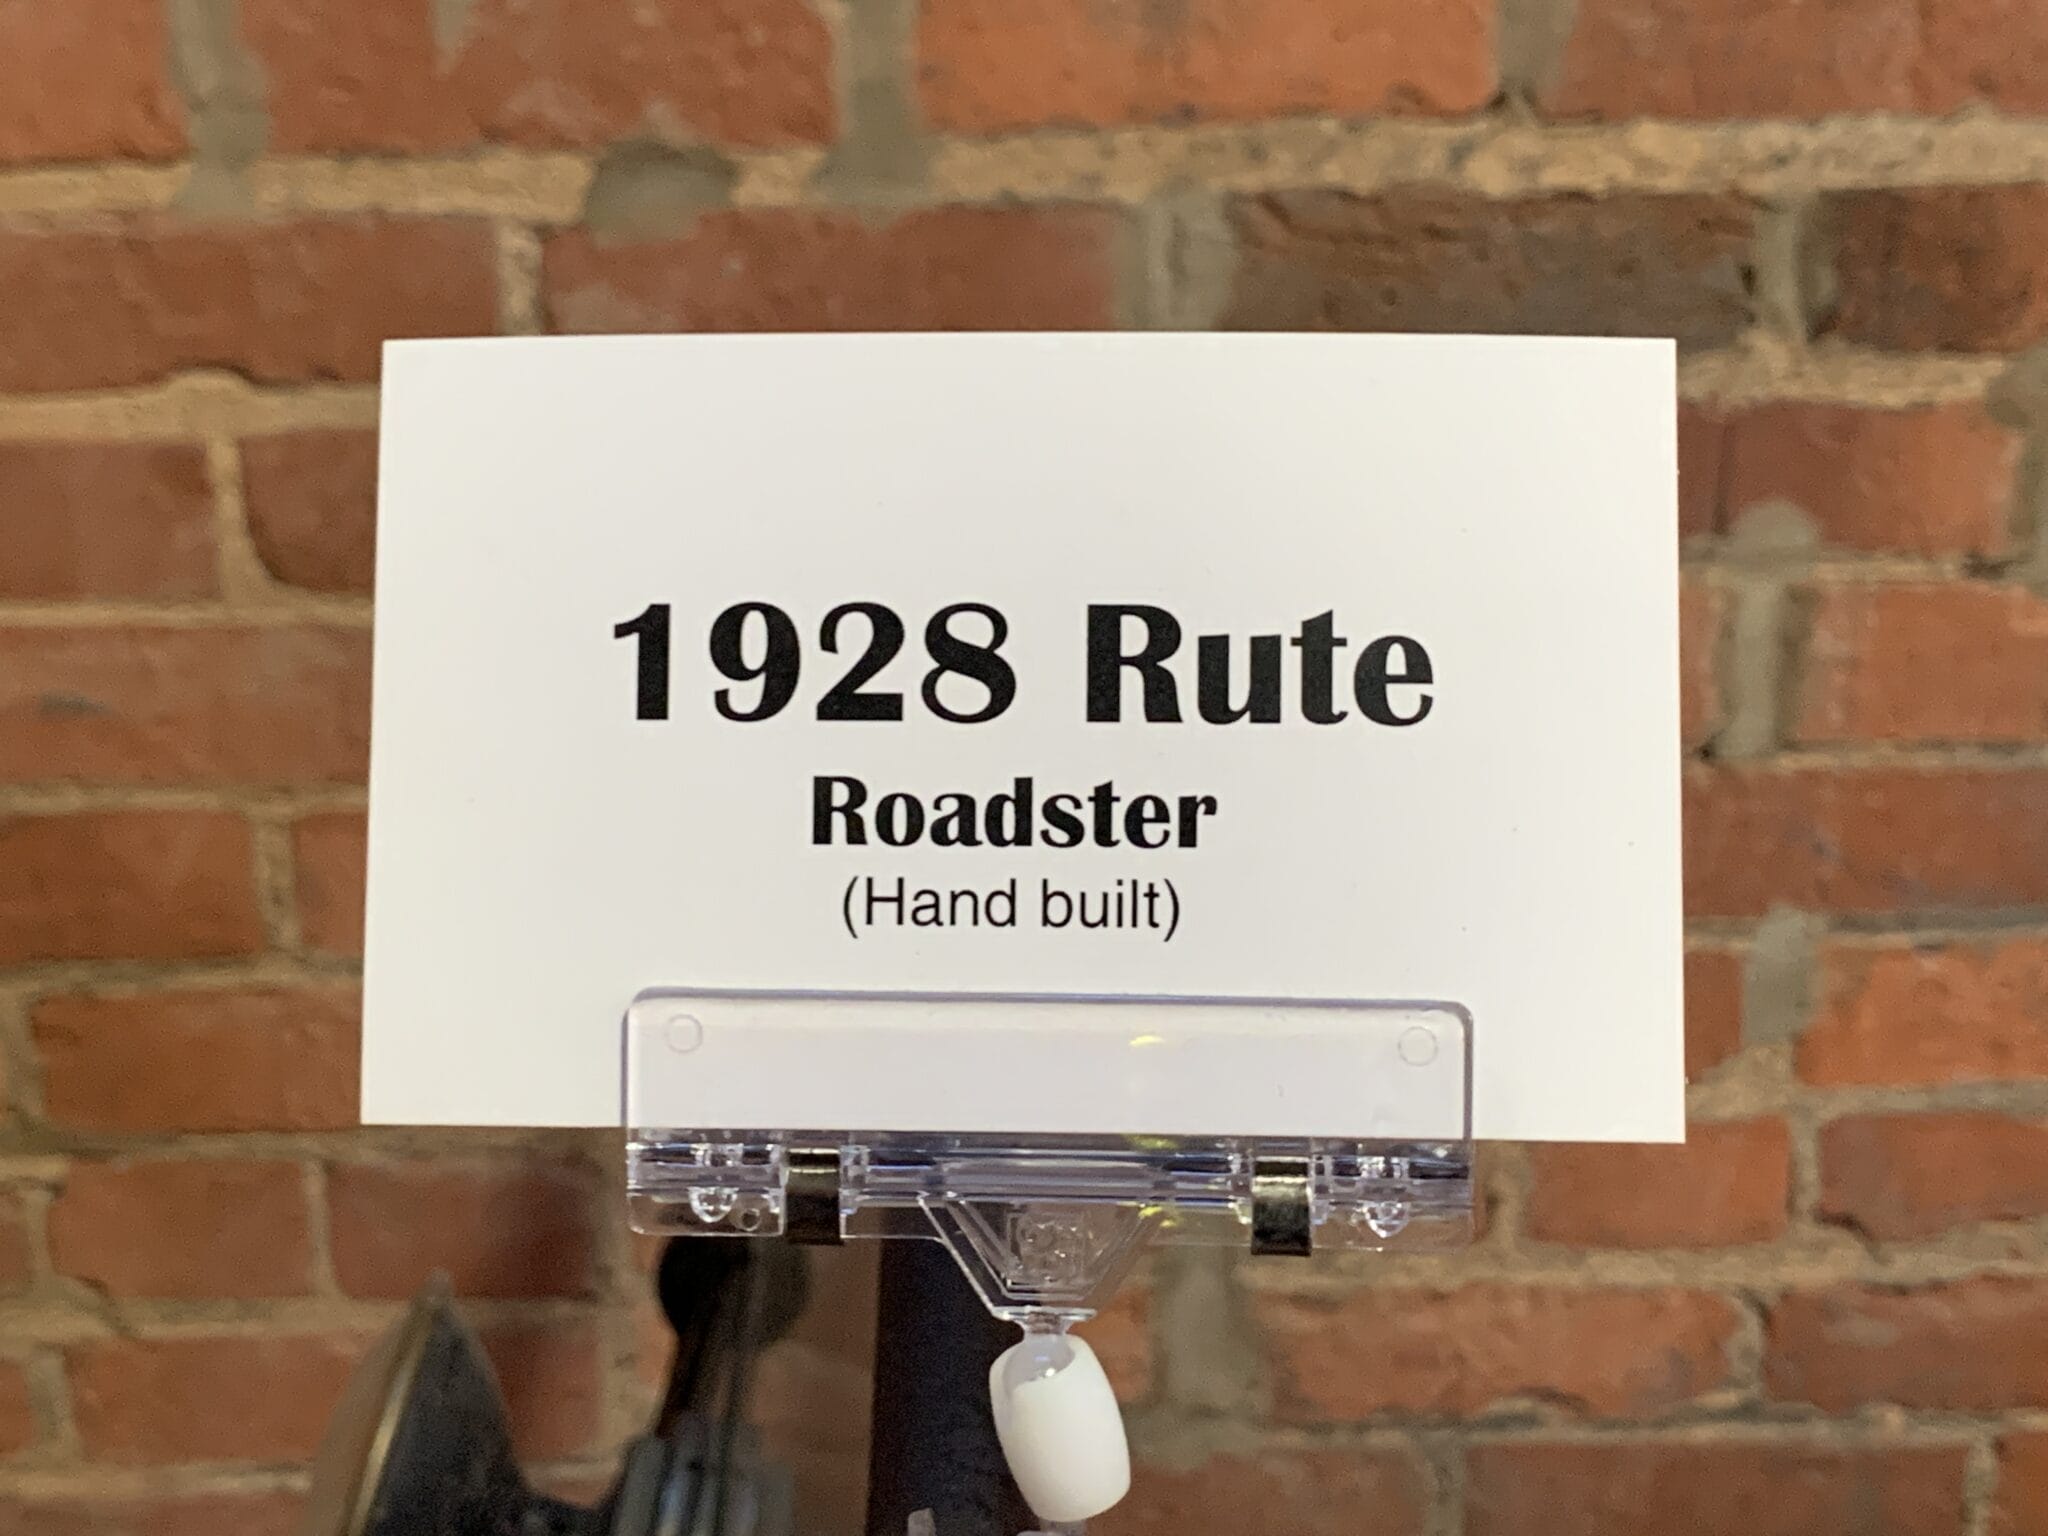 1928 Rute
Roadster
(Hand built)